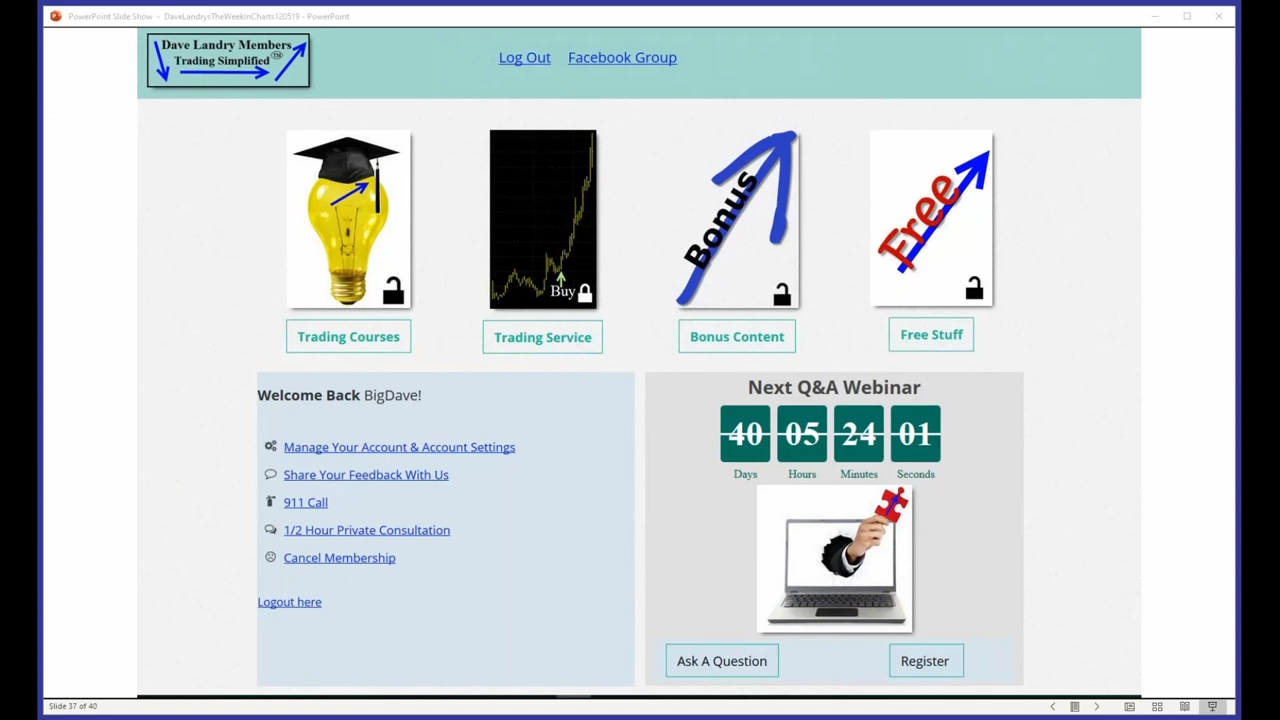 PowerPoint Slide Show - DaveLandrysTheWeekInCharts120519 - PowerPoint
Dave Landry Members
Trading Simplified TM
Log Out Facebook Group
Buy
Bonus
Free
Trading Courses Trading Service Bonus Content Free Stuff
Welcome Back BigDave!
Manage Your Account & Account Settings
Share Your Feedback With Us
911 Call
1/2 Hour Private Consultation
Cancel Membership
Logout here
Next Q&A Webinar
40 05 24 01
Days Hours Minutes Seconds
Ask A Question Register
Slide 37 of 40